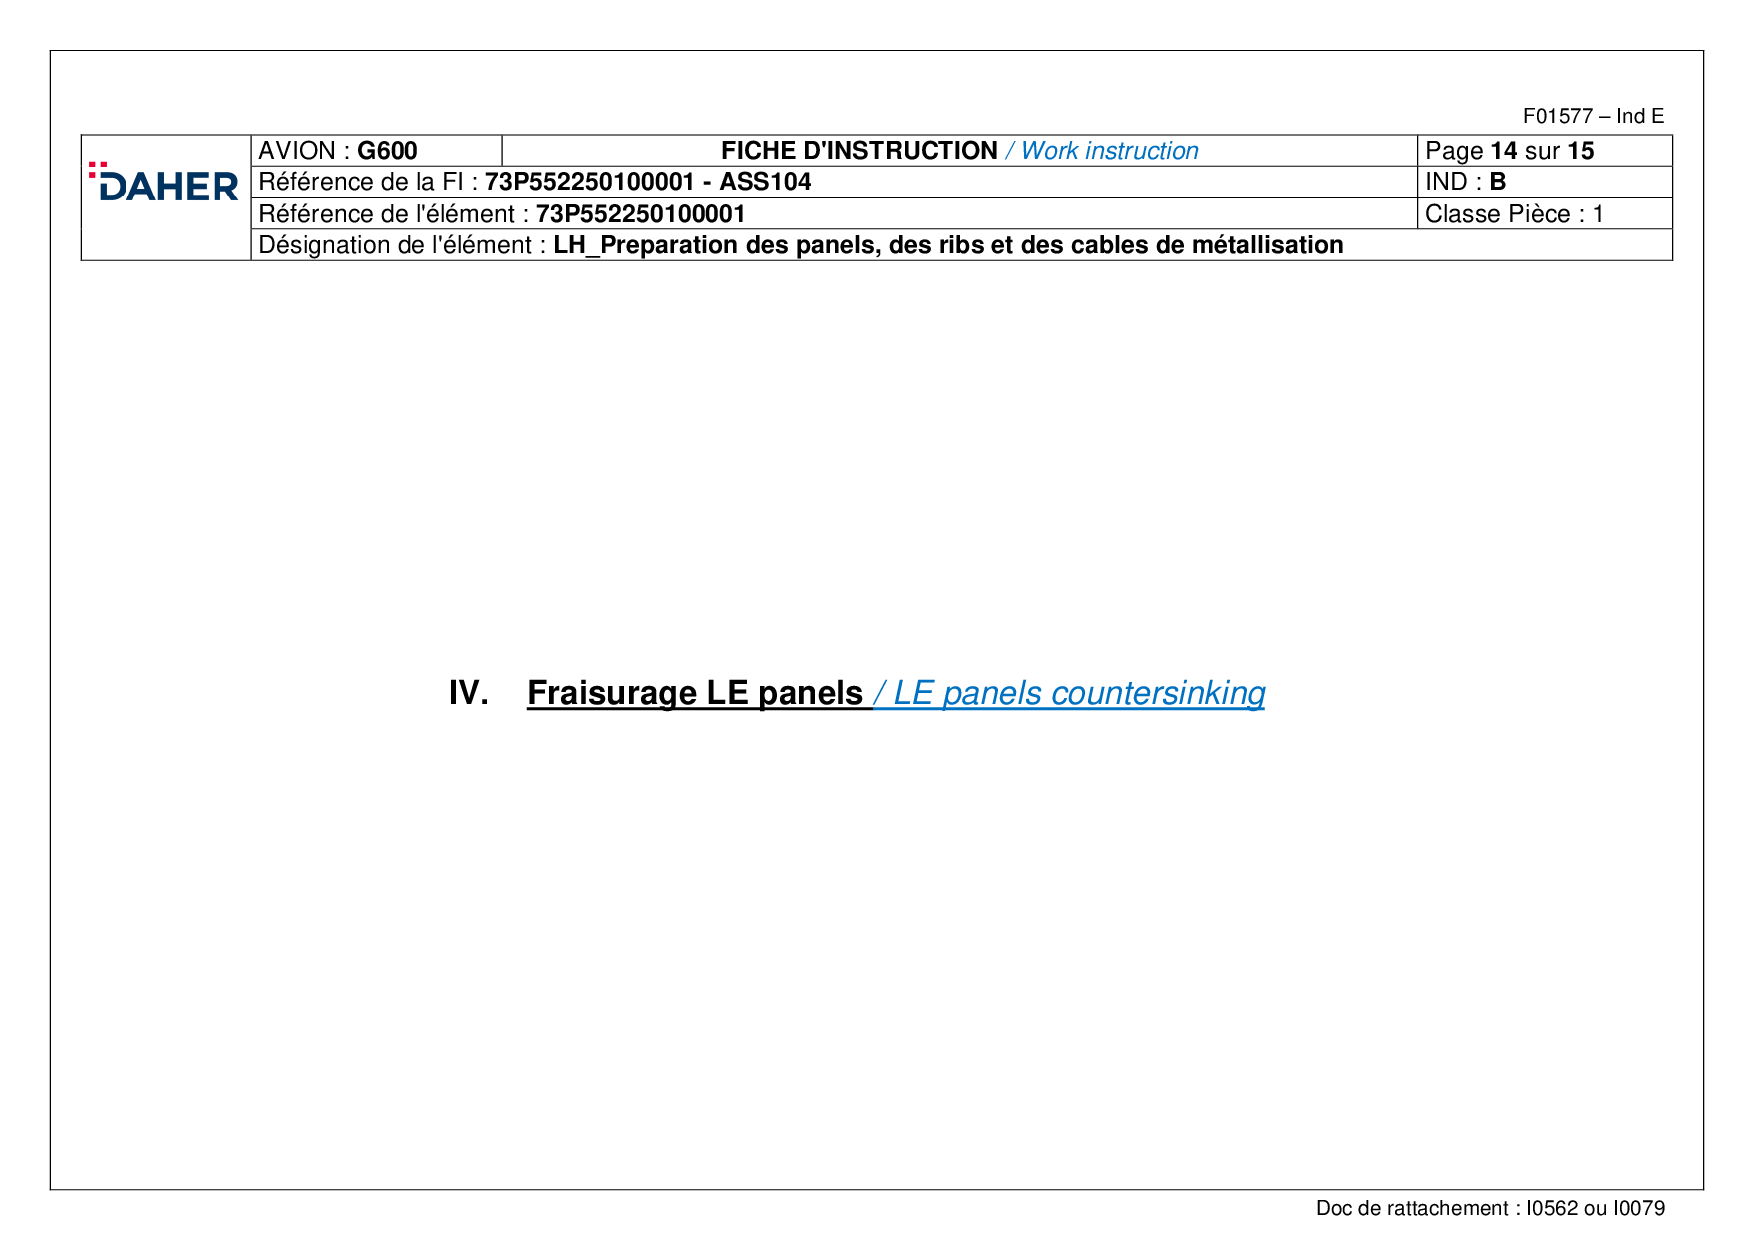 F01577 – Ind E
DAHER
AVION : G600
FICHE D'INSTRUCTION / Work instruction
Page 14 sur 15
Référence de la FI : 73P552250100001 - ASS104
IND : B
Référence de l'élément : 73P552250100001
Classe Pièce : 1
Désignation de l'élément : LH_Preparation des panels, des ribs et des cables de métallisation
IV. Fraisurage LE panels / LE panels countersinking
Doc de rattachement : I0562 ou I0079